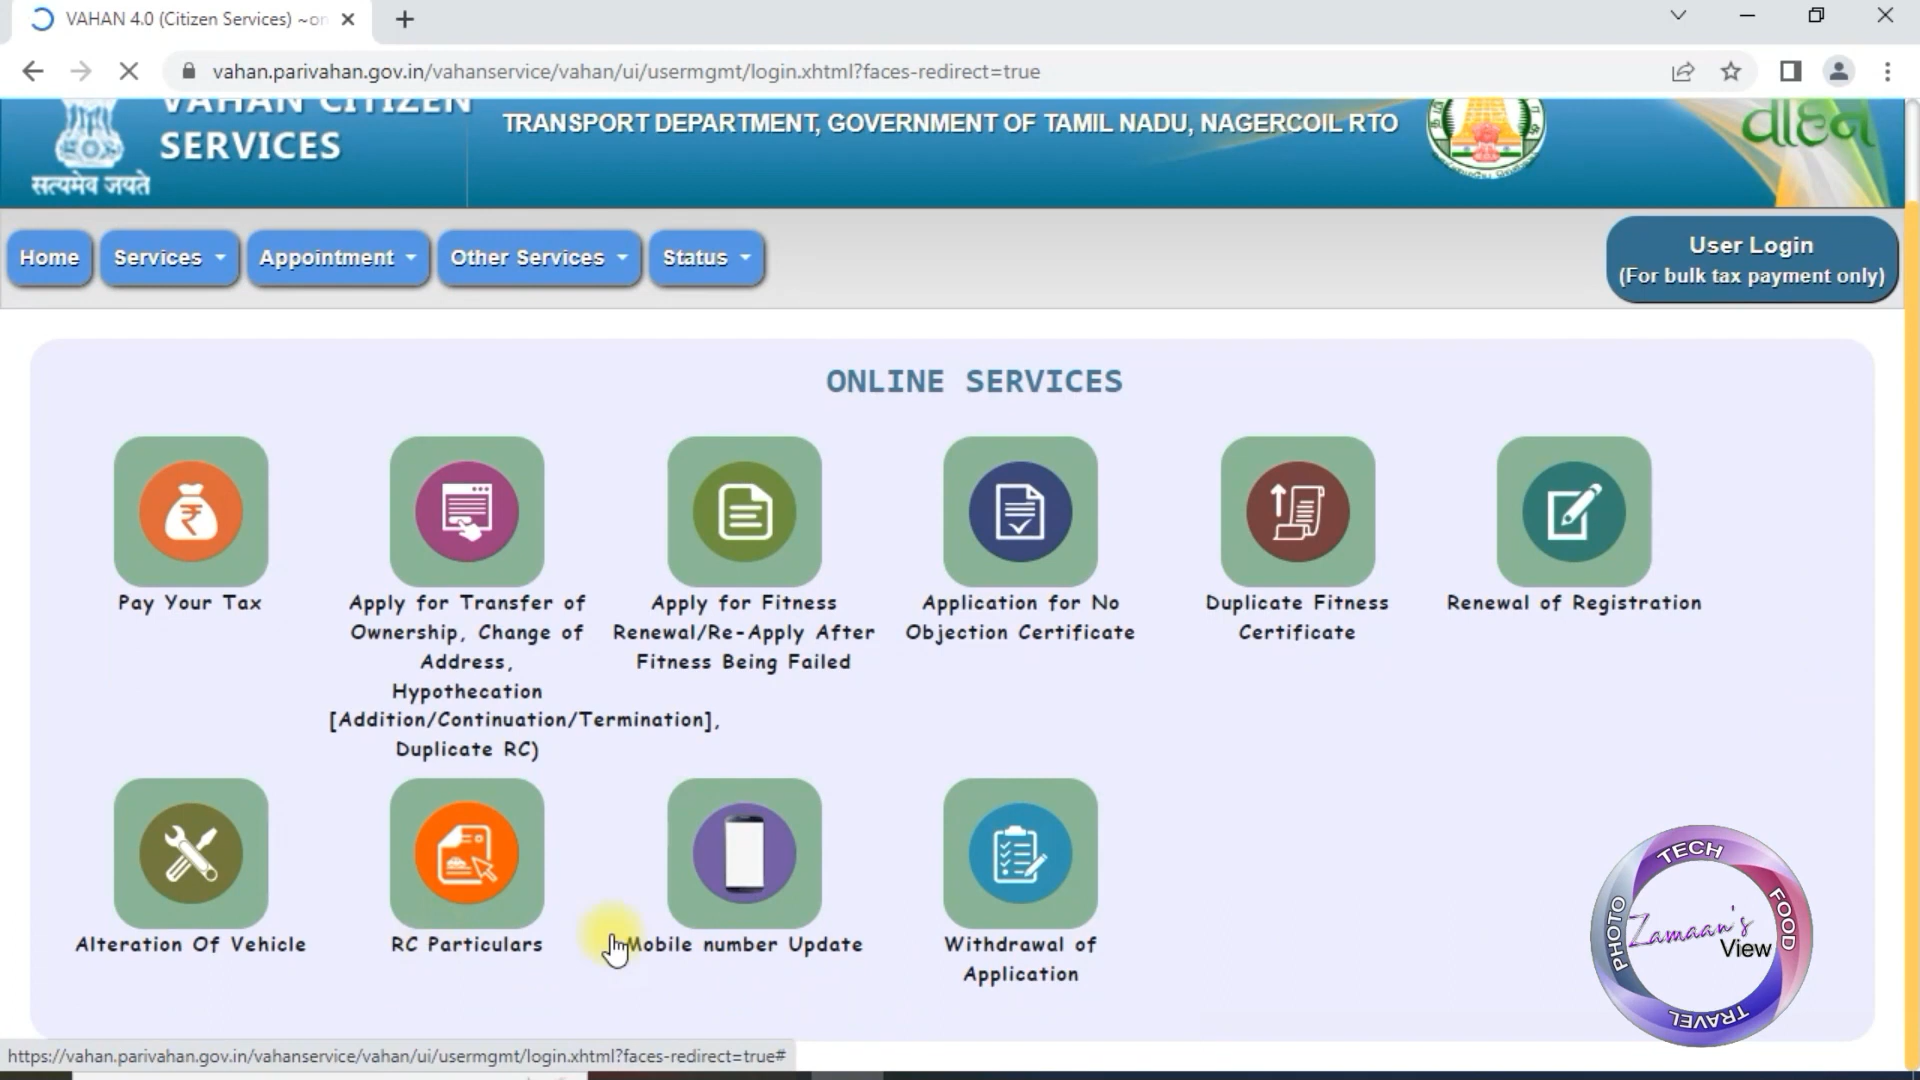 VAHAN 4.0 (Citizen Services) ~on
vahan.parivahan.gov.in/vahanservice/vahan/ui/usermgmt/login.xhtml?faces-redirect=true
VAHAN CITIZEN
SERVICES
सत्यमेव जयते
TRANSPORT DEPARTMENT, GOVERNMENT OF TAMIL NADU, NAGERCOIL RTO
Home
Services
Appointment
Other Services
Status
User Login
(For bulk tax payment only)
ONLINE SERVICES
Pay Your Tax
Apply for Transfer of
Ownership, Change of
Address,
Hypothecation
[Addition/Continuation/Termination],
Duplicate RC)
Apply for Fitness
Renewal/Re-Apply After
Fitness Being Failed
Application for No
Objection Certificate
Duplicate Fitness
Certificate
Renewal of Registration
Alteration Of Vehicle
RC Particulars
Mobile number Update
Withdrawal of
Application
TECH
FOOD
PHOTO
TRAVEL
Zamaan's
View
https://vahan.parivahan.gov.in/vahanservice/vahan/ui/usermgmt/login.xhtml?faces-redirect=true#